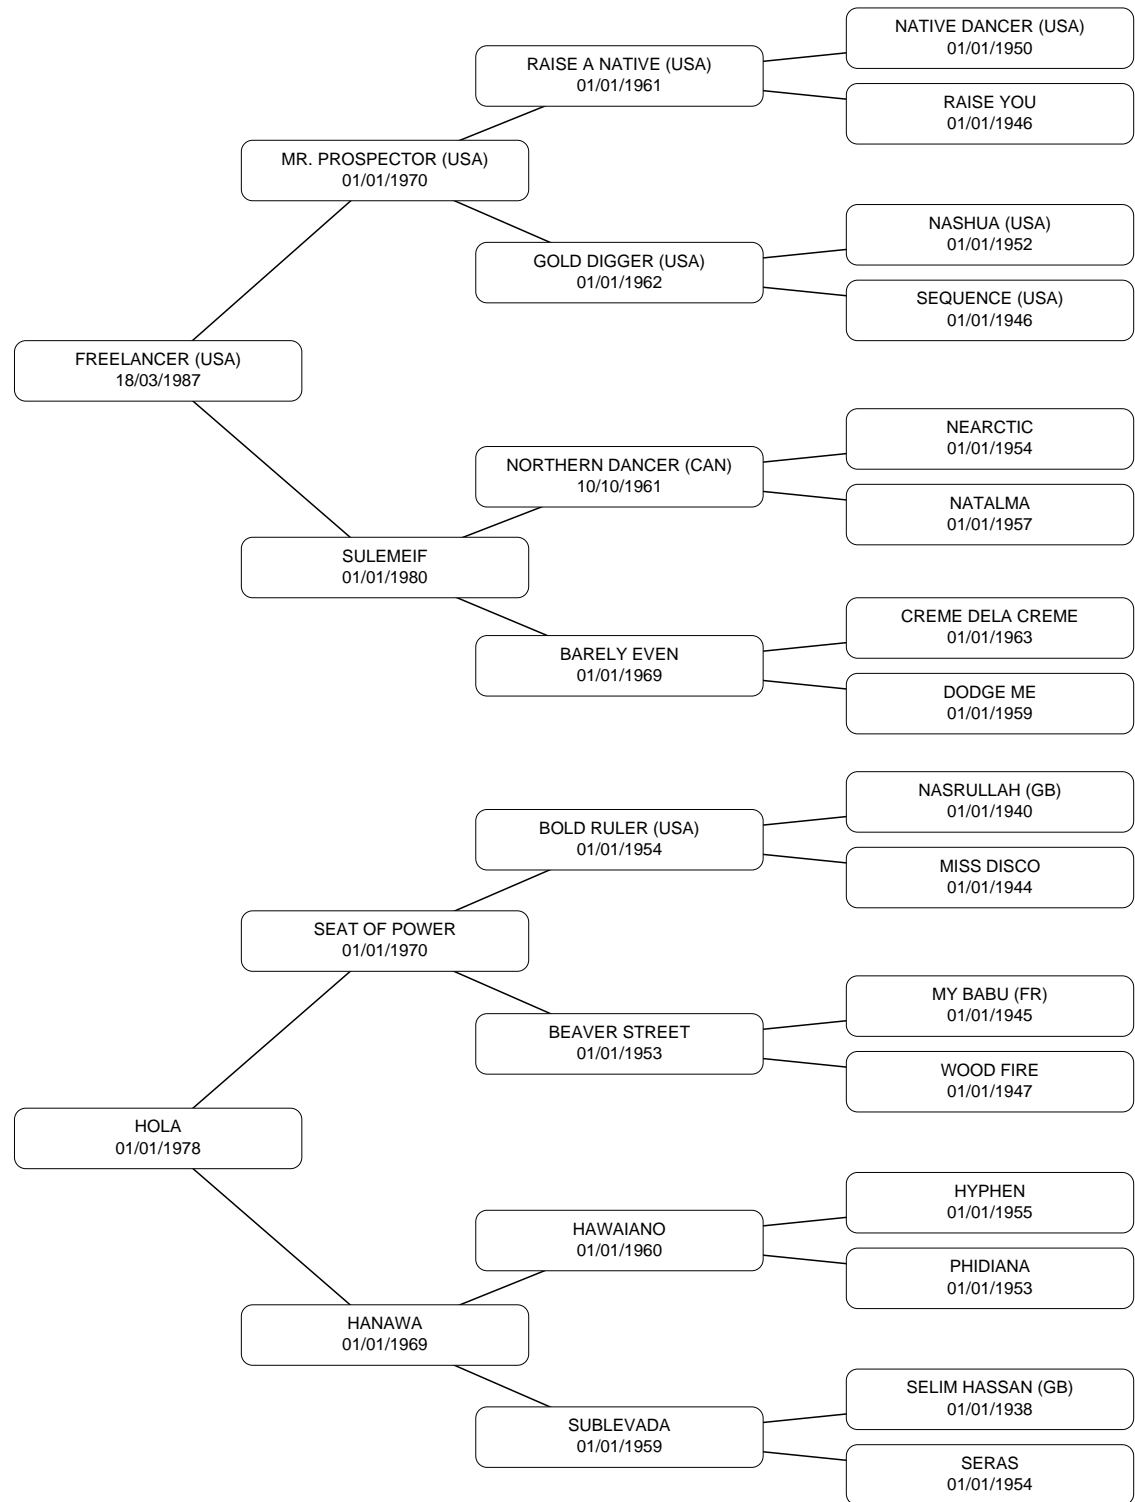 NATIVE DANCER (USA)
01/01/1950
RAISE A NATIVE (USA)
01/01/1961
RAISE YOU
01/01/1946
MR. PROSPECTOR (USA)
01/01/1970
NASHUA (USA)
01/01/1952
GOLD DIGGER (USA)
01/01/1962
SEQUENCE (USA)
01/01/1946
FREELANCER (USA)
18/03/1987
NEARCTIC
01/01/1954
NORTHERN DANCER (CAN)
10/10/1961
NATALMA
01/01/1957
SULEMEIF
01/01/1980
CREME DELA CREME
01/01/1963
BARELY EVEN
01/01/1969
DODGE ME
01/01/1959
NASRULLAH (GB)
01/01/1940
BOLD RULER (USA)
01/01/1954
MISS DISCO
01/01/1944
SEAT OF POWER
01/01/1970
MY BABU (FR)
01/01/1945
BEAVER STREET
01/01/1953
WOOD FIRE
01/01/1947
HOLA
01/01/1978
HYPHEN
01/01/1955
HAWAIANO
01/01/1960
PHIDIANA
01/01/1953
HANAWA
01/01/1969
SELIM HASSAN (GB)
01/01/1938
SUBLEVADA
01/01/1959
SERAS
01/01/1954